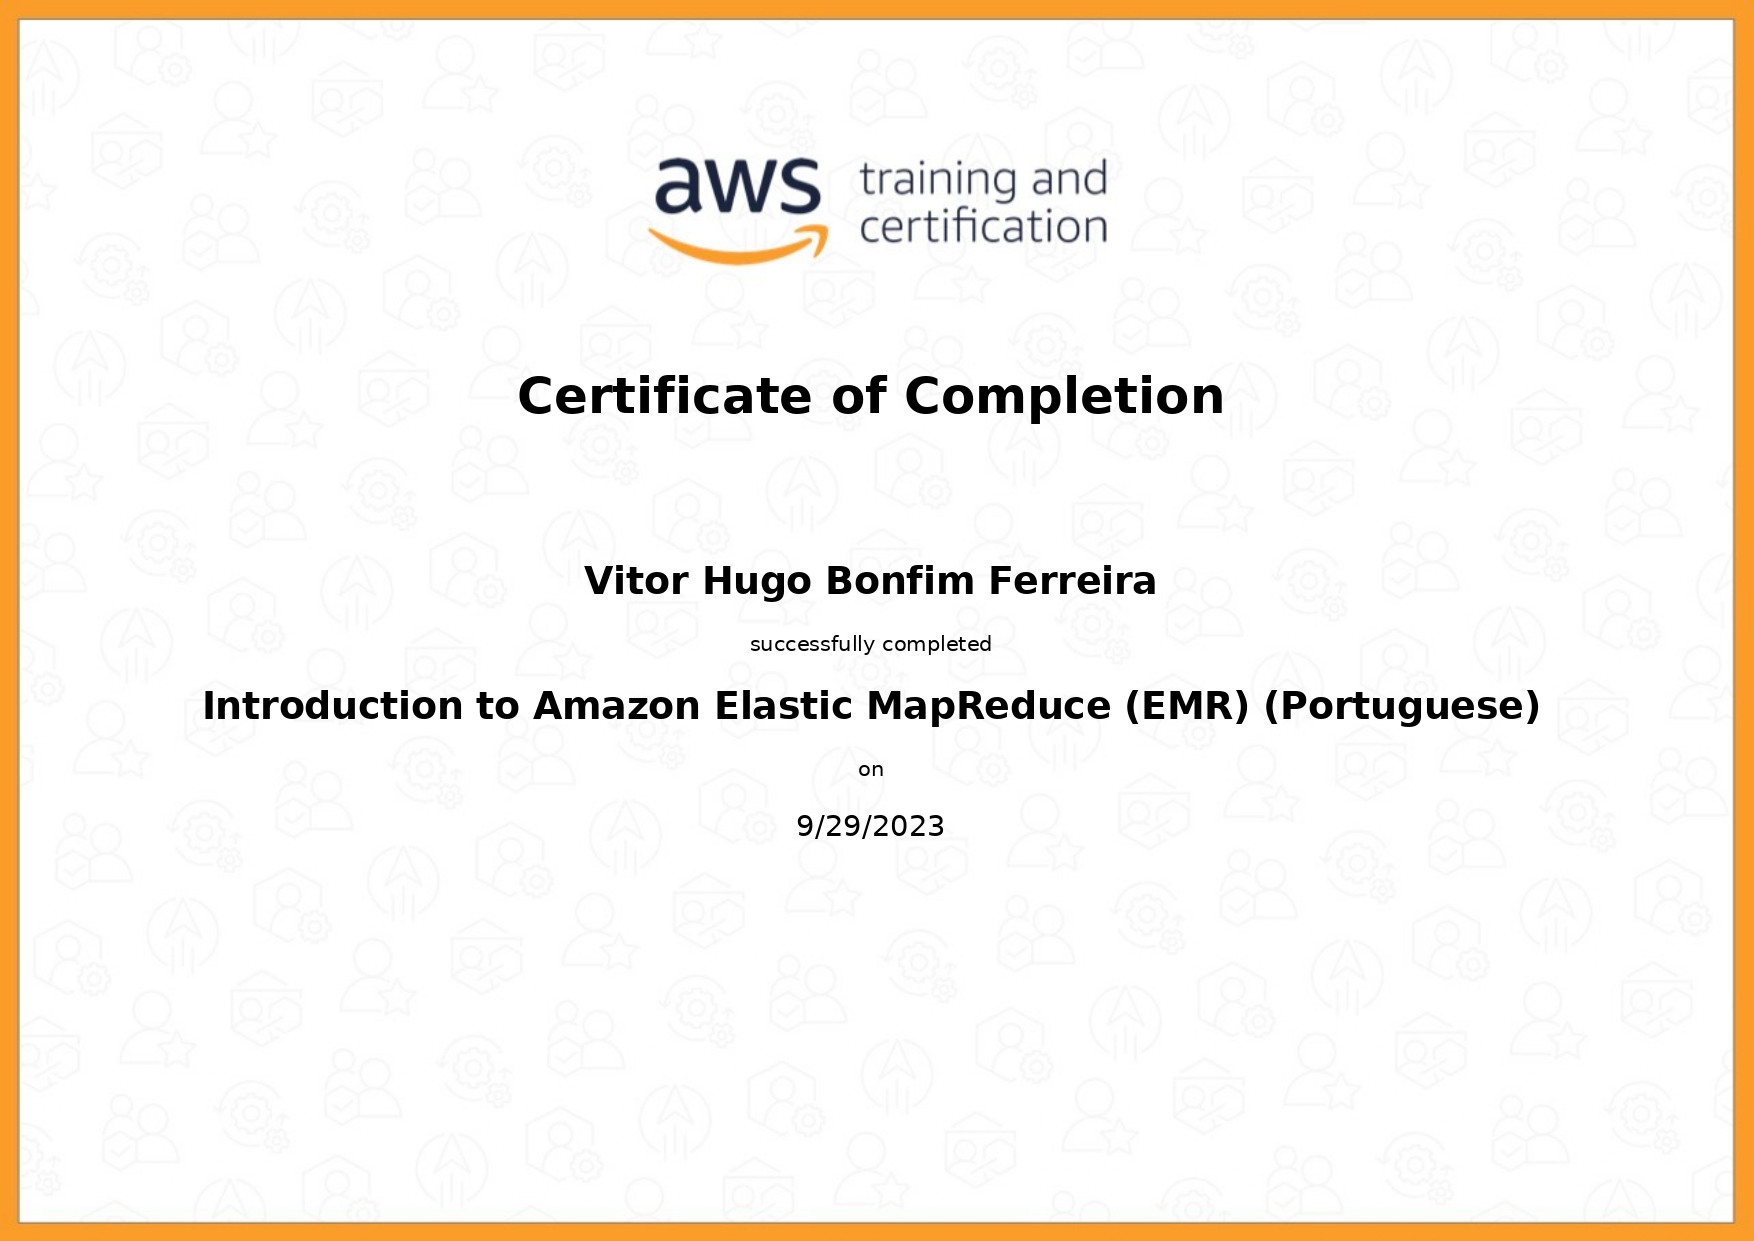 aws training and
certification
Certificate of Completion
Vitor Hugo Bonfim Ferreira
successfully completed
Introduction to Amazon Elastic MapReduce (EMR) (Portuguese)
on
9/29/2023